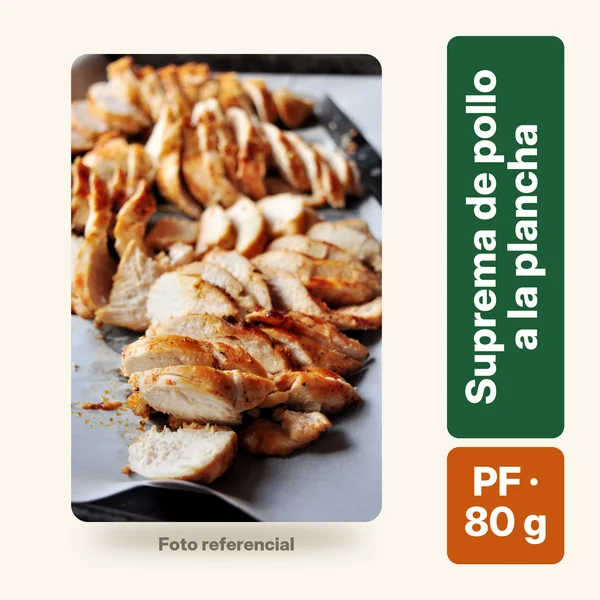 Suprema de pollo
a la plancha
PF ·
80 g
Foto referencial